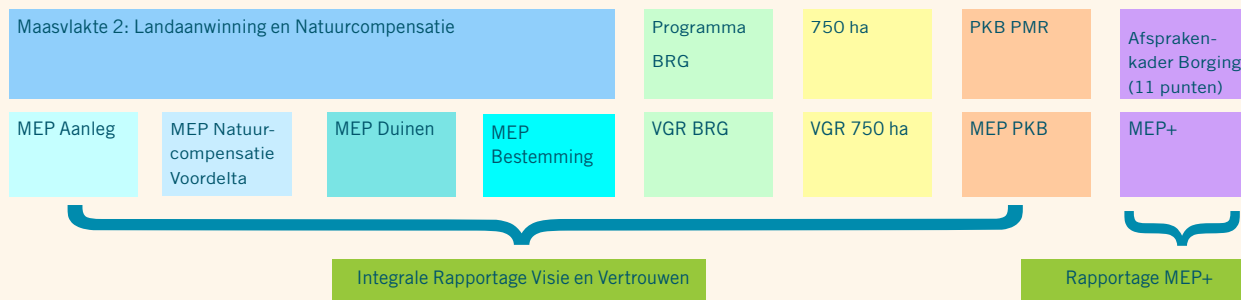 Maasvlakte 2: Landaanwinning en Natuurcompensatie
Programma
BRG
750 ha
PKB PMR
Afspraken-
kader Borging
(11 punten)
MEP Aanleg
MEP Natuur-
compensatie
Voordelta
MEP Duinen
MEP
Bestemming
VGR BRG
VGR 750 ha
MEP PKB
MEP+
Integrale Rapportage Visie en Vertrouwen
Rapportage MEP+